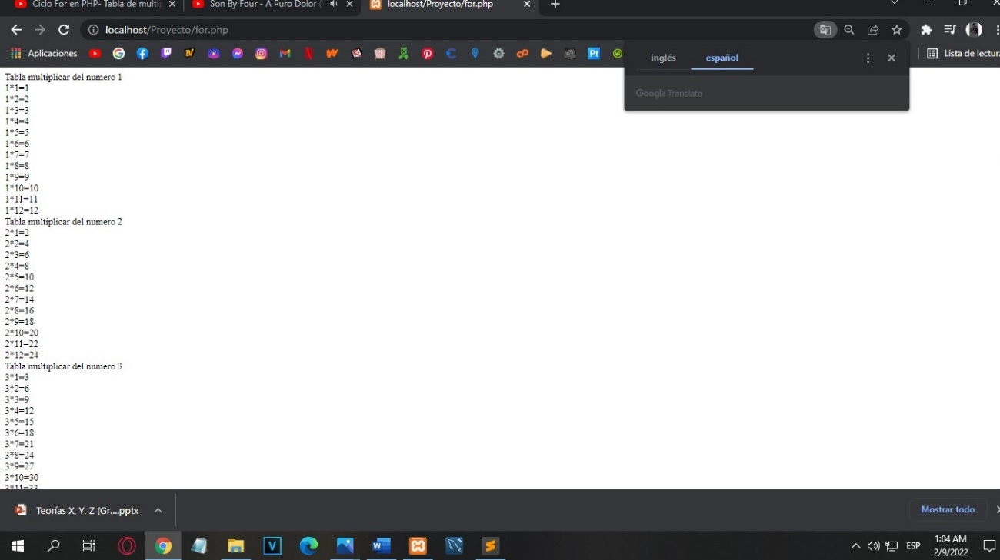 Ciclo For en PHP- Tabla de multip
Son By Four - A Puro Dolor (
localhost/Proyecto/for.php
localhost/Proyecto/for.php
Aplicaciones
Pt
Lista de lectura
inglés español
Google Translate
Tabla multiplicar del numero 1
1*1=1
1*2=2
1*3=3
1*4=4
1*5=5
1*6=6
1*7=7
1*8=8
1*9=9
1*10=10
1*11=11
1*12=12
Tabla multiplicar del numero 2
2*1=2
2*2=4
2*3=6
2*4=8
2*5=10
2*6=12
2*7=14
2*8=16
2*9=18
2*10=20
2*11=22
2*12=24
Tabla multiplicar del numero 3
3*1=3
3*2=6
3*3=9
3*4=12
3*5=15
3*6=18
3*7=21
3*8=24
3*9=27
3*10=30
3*11=33
Teorías X, Y, Z (Gr....pptx
Mostrar todo
ESP
1:04 AM
2/9/2022